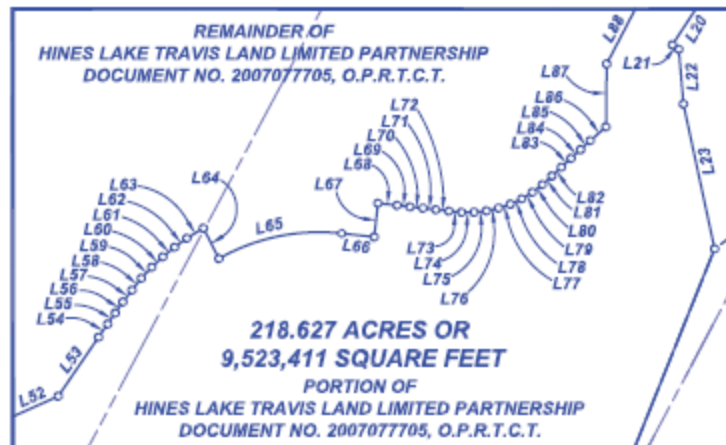 REMAINDER OF
HINES LAKE TRAVIS LAND LIMITED PARTNERSHIP
DOCUMENT NO. 2007077705, O.P.R.T.C.T.
L88
L20
L21
L22
L23
L87
L86
L85
L84
L83
L72
L71
L70
L69
L68
L67
L66
L65
L64
L63
L62
L61
L60
L59
L58
L57
L56
L55
L54
L53
L52
L73
L74
L75
L76
L77
L78
L79
L80
L81
L82
218.627 ACRES OR
9,523,411 SQUARE FEET
PORTION OF
HINES LAKE TRAVIS LAND LIMITED PARTNERSHIP
DOCUMENT NO. 2007077705, O.P.R.T.C.T.